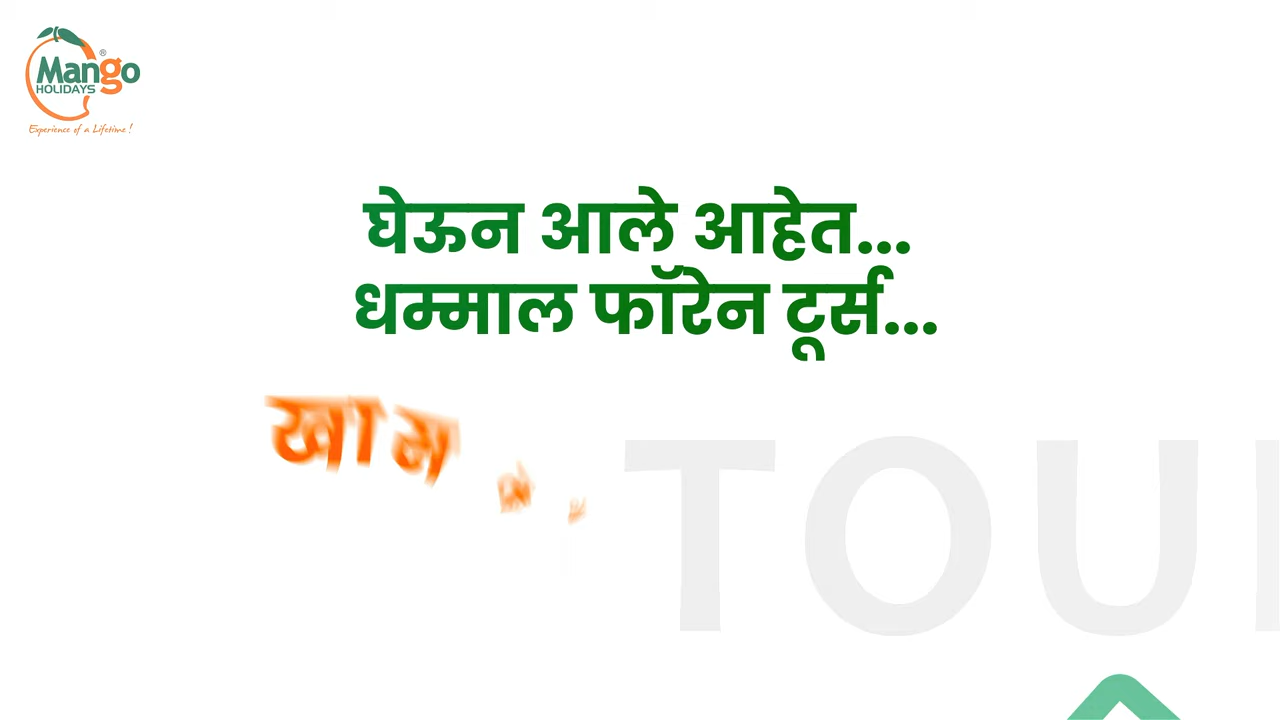 Mango®
HOLIDAYS
Experience of a Lifetime!
घेऊन आले आहेत...
धम्माल फॉरेन टूर्स...
TOU